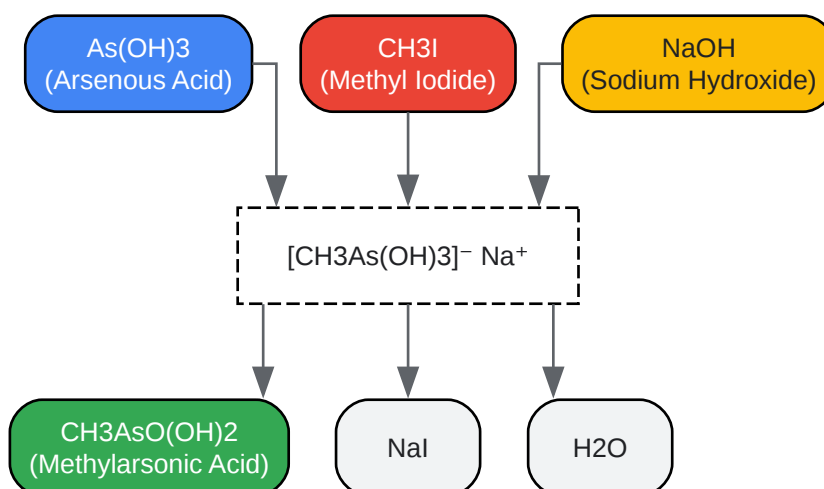 As(OH)3
(Arsenous Acid)
CH3I
(Methyl Iodide)
NaOH
(Sodium Hydroxide)
[CH3As(OH)3]⁻ Na⁺
CH3AsO(OH)2
(Methylarsonic Acid)
NaI
H2O